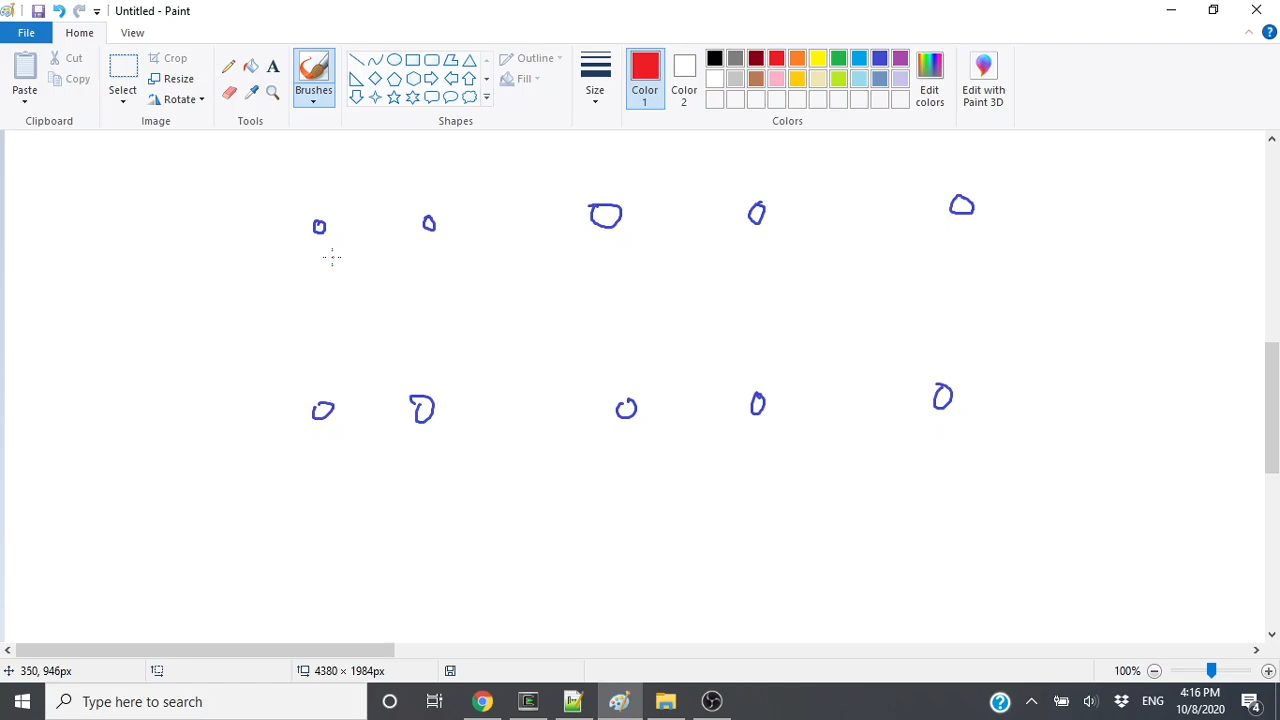 Untitled - Paint
File
Home
View
Paste
Cut
Copy
Clipboard
Select
Crop
Resize
Rotate
Image
A
Tools
Brushes
Outline
Fill
Shapes
Size
Color 1
Color 2
Edit colors
Edit with Paint 3D
Colors
350, 946px
4380 × 1984px
100%
Type here to search
ENG
4:16 PM
10/8/2020
4